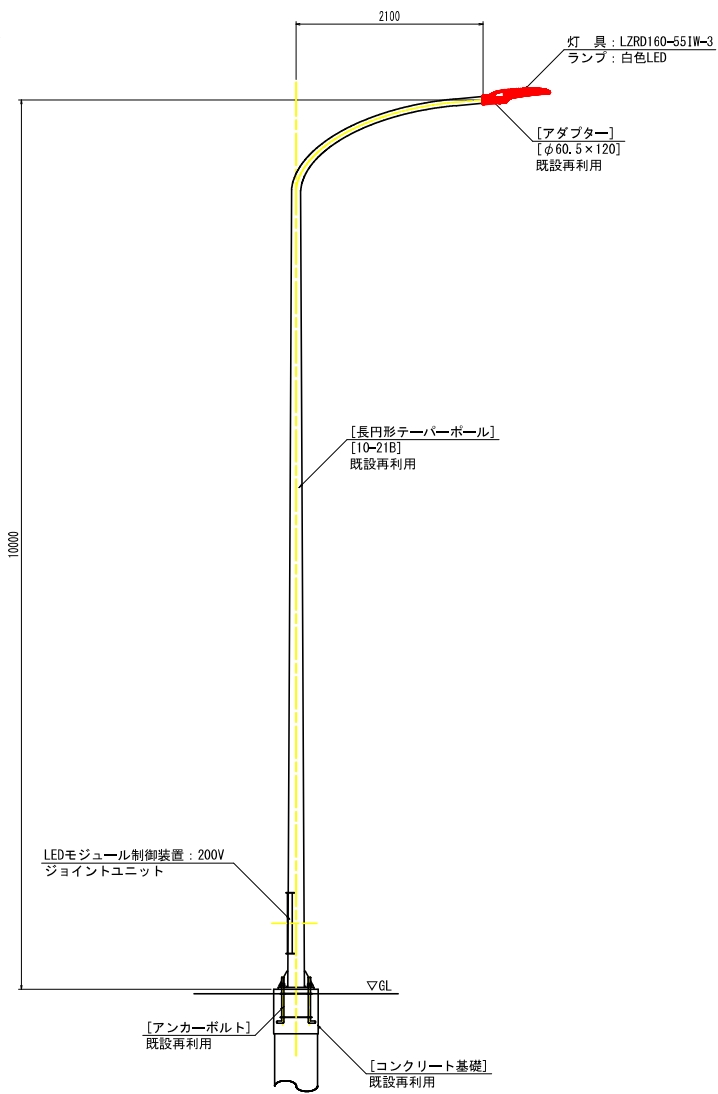 2100
灯　具：LZRD160-55IW-3
ランプ：白色LED
[アダプター]
[φ60.5×120]
既設再利用
[長円形テーパーポール]
[10-21B]
既設再利用
10000
LEDモジュール制御装置：200V
ジョイントユニット
▽GL
[アンカーボルト]
既設再利用
[コンクリート基礎]
既設再利用